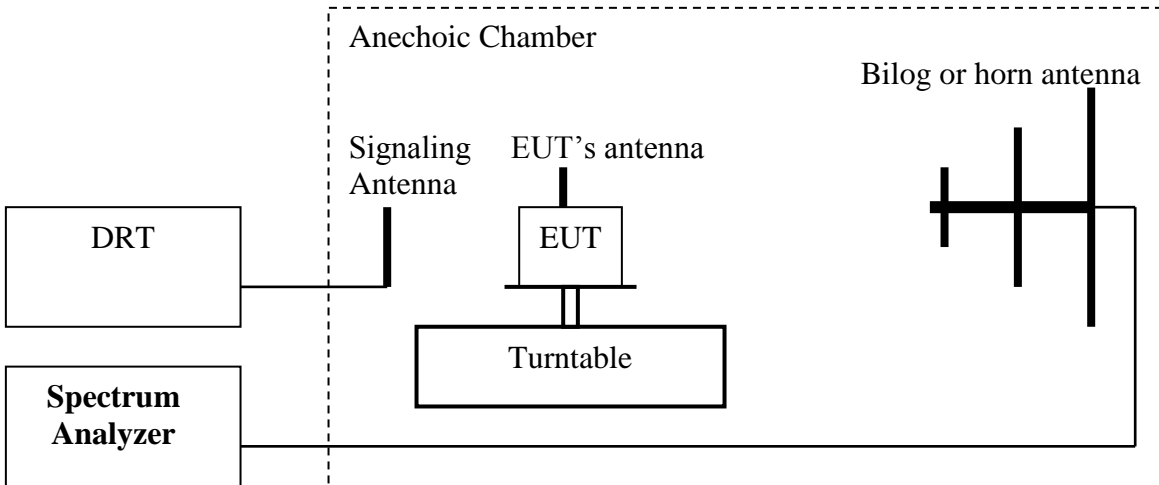 Anechoic Chamber
Bilog or horn antenna
Signaling
Antenna
EUT’s antenna
DRT
EUT
Turntable
Spectrum
Analyzer